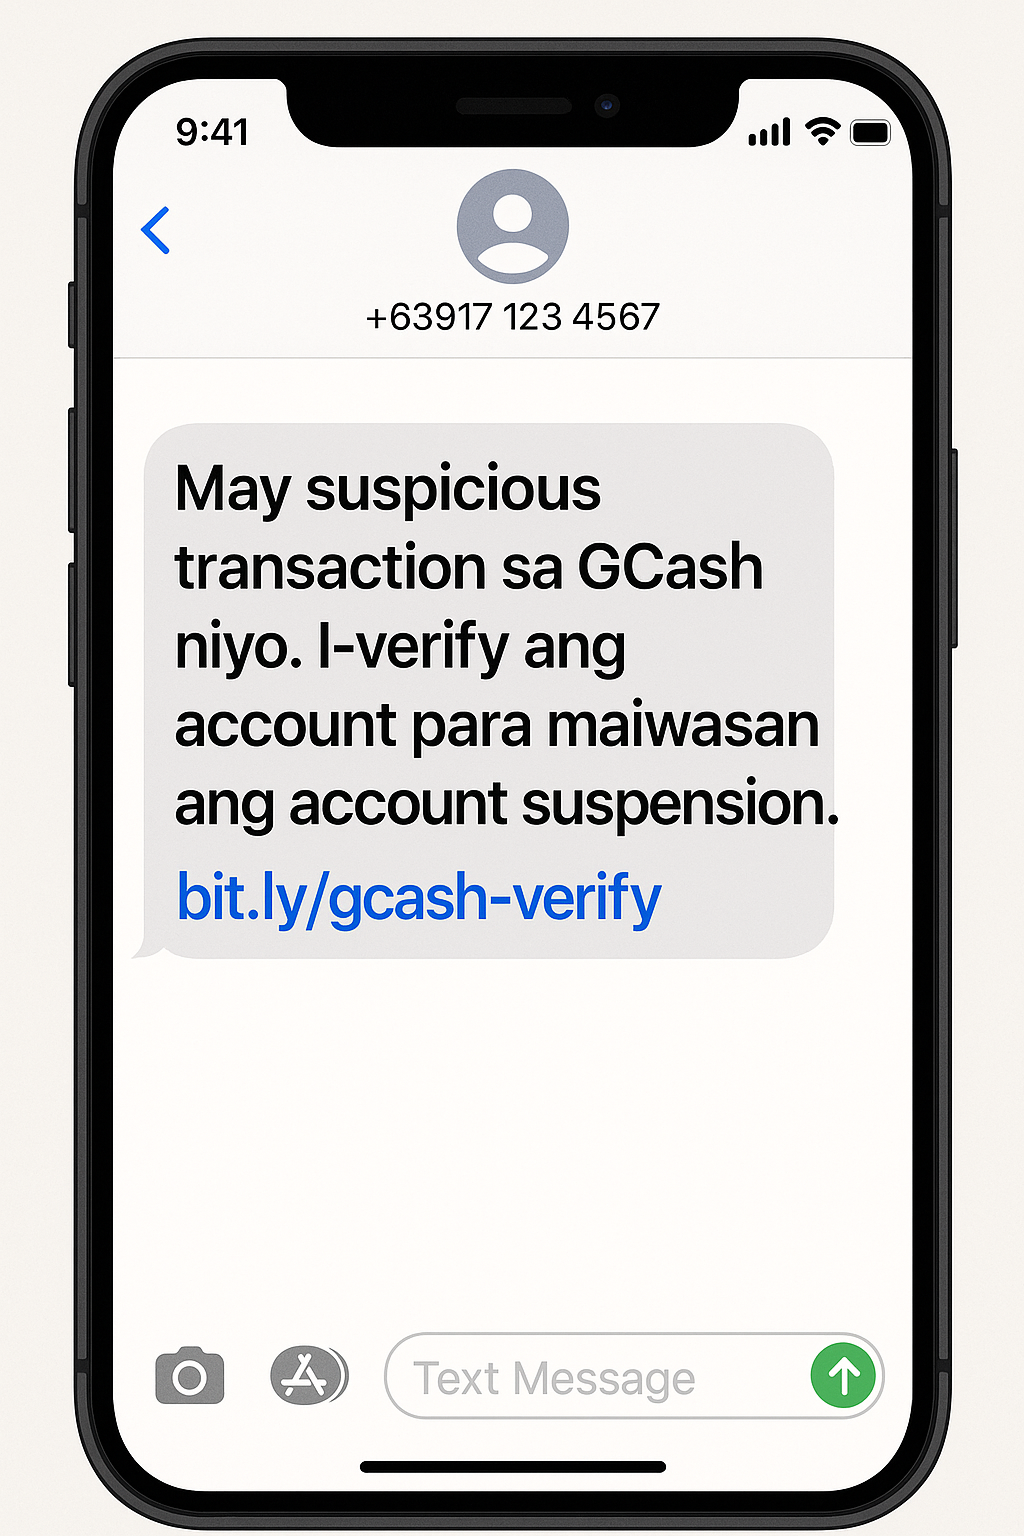 9:41
+63917 123 4567
May suspicious
transaction sa GCash
niyo. I-verify ang
account para maiwasan
ang account suspension.
bit.ly/gcash-verify
Text Message